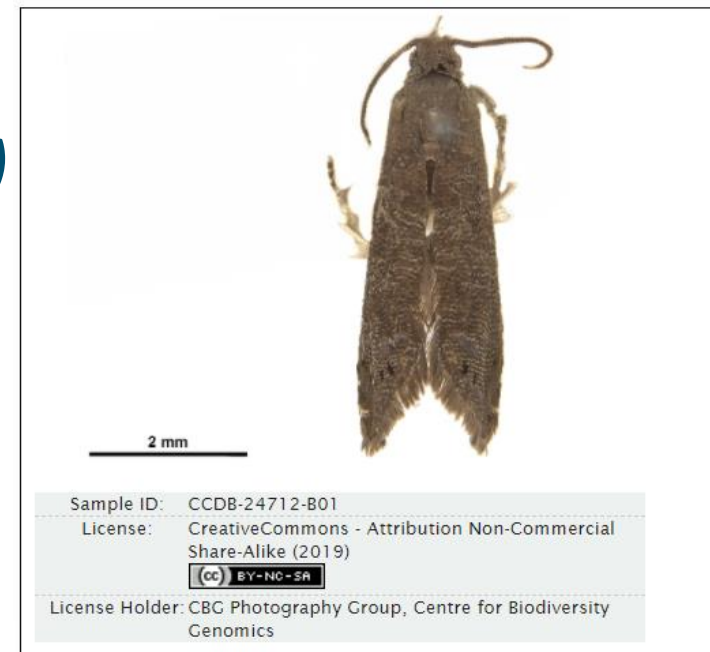 2 mm
Sample ID: CCDB-24712-B01
License: CreativeCommons - Attribution Non-Commercial
Share-Alike (2019)
(cc) BY-NC-SA
License Holder: CBG Photography Group, Centre for Biodiversity
Genomics